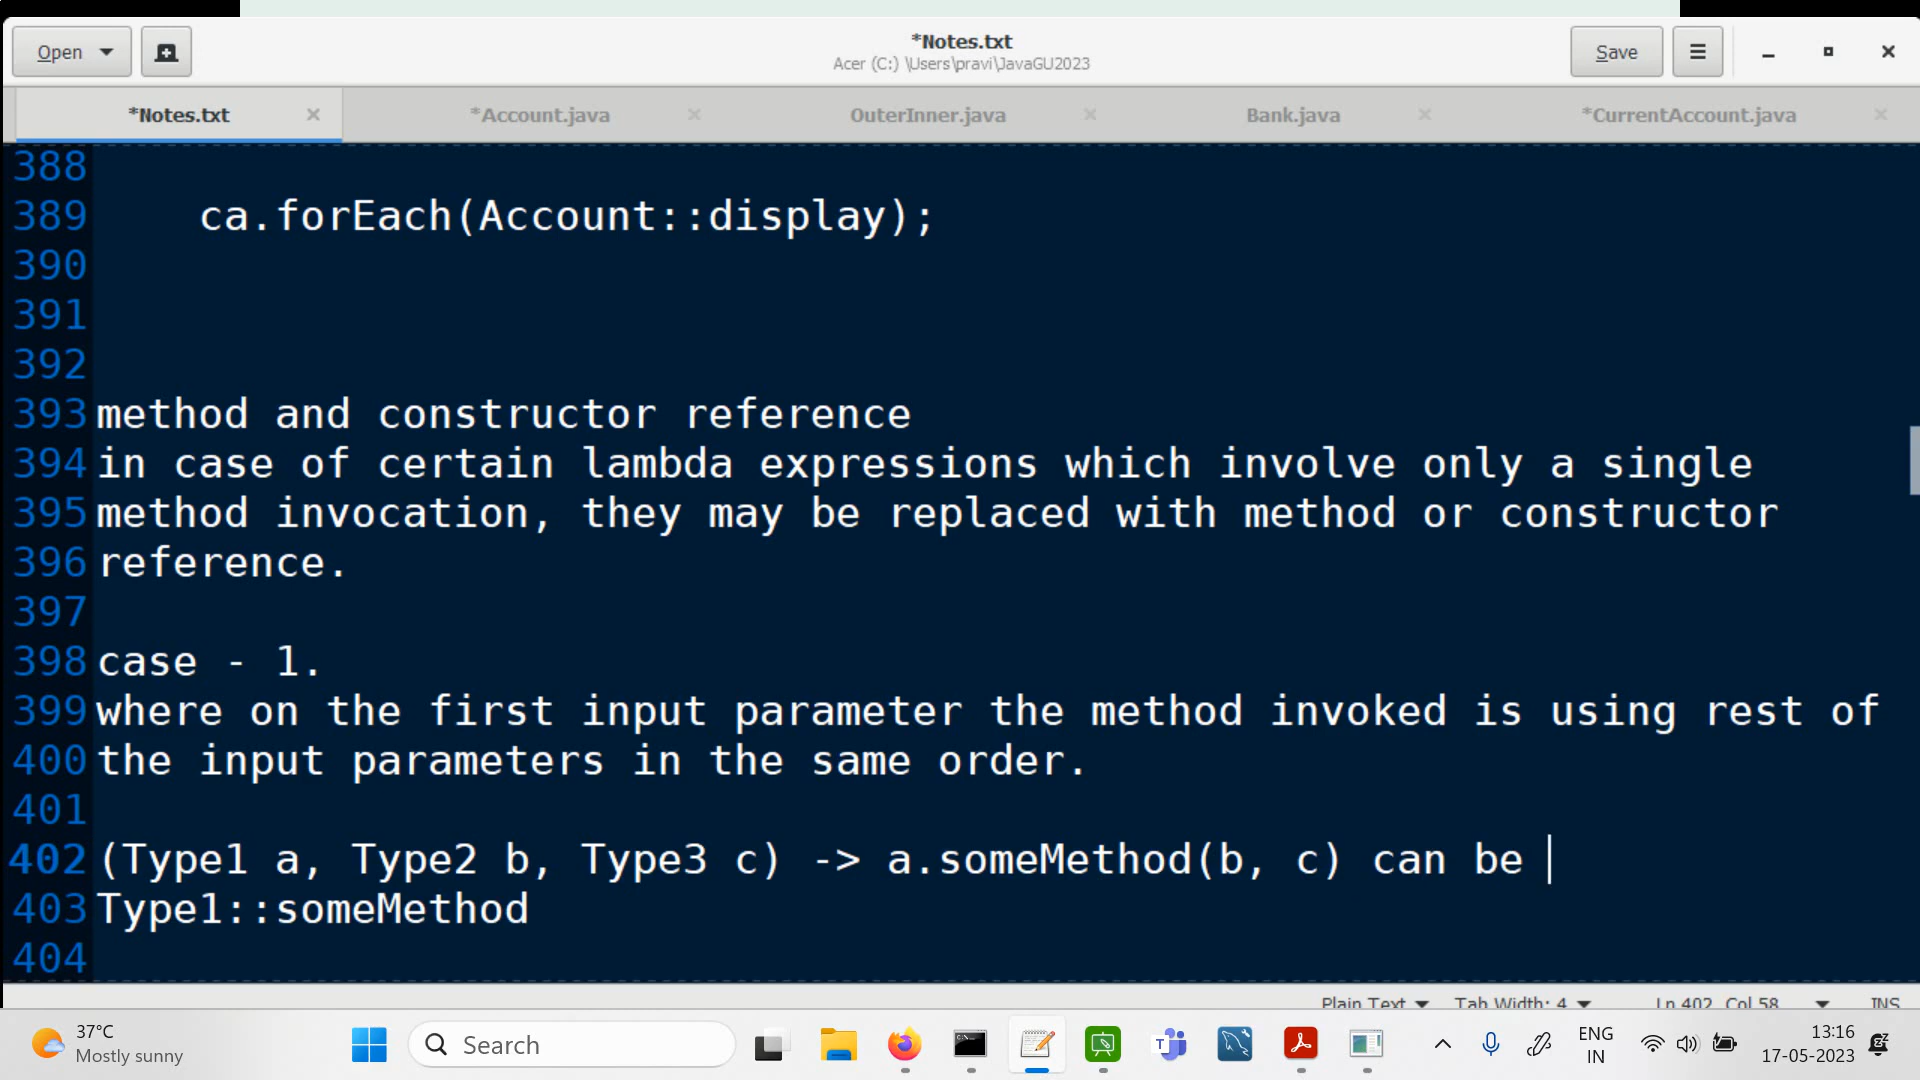 Open
*Notes.txt
Acer (C:) \Users\pravi\JavaGU2023
Save
*Notes.txt
*Account.java
OuterInner.java
Bank.java
*CurrentAccount.java
388
389 ca.forEach(Account::display);
390
391
392
393 method and constructor reference
394 in case of certain lambda expressions which involve only a single
395 method invocation, they may be replaced with method or constructor
396 reference.
397
398 case - 1.
399 where on the first input parameter the method invoked is using rest of
400 the input parameters in the same order.
401
402 (Type1 a, Type2 b, Type3 c) -> a.someMethod(b, c) can be
403 Type1::someMethod
404
Plain Text Tab Width: 4 Ln 402, Col 58 INS
37°C
Mostly sunny
Search
ENG
IN
13:16
17-05-2023